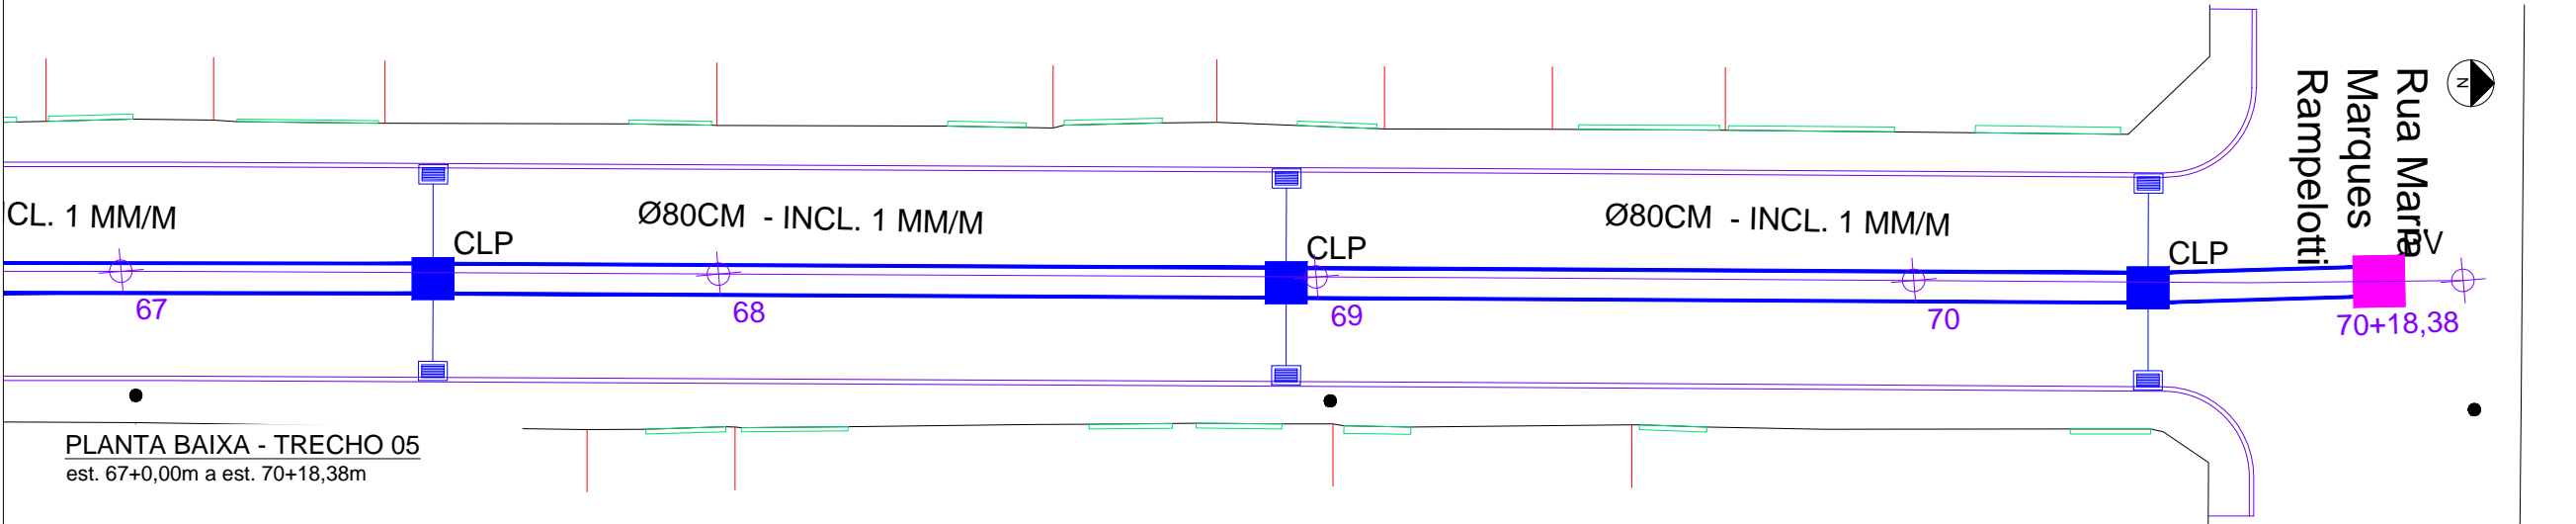 CL. 1 MM/M
Ø80CM - INCL. 1 MM/M
Ø80CM - INCL. 1 MM/M
CLP
CLP
CLP
PV
Rua Maria
Marques
Rampelotti
N
67
68
69
70
70+18,38
PLANTA BAIXA - TRECHO 05
est. 67+0,00m a est. 70+18,38m